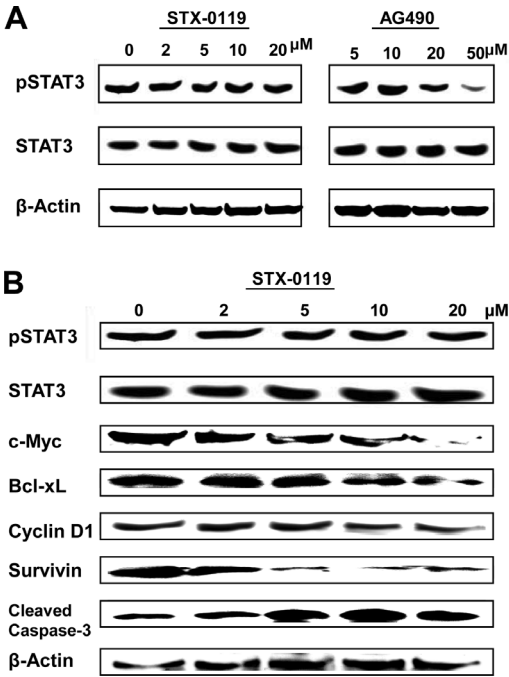 A
STX-0119 AG490
0 2 5 10 20 µM 5 10 20 50µM
pSTAT3
STAT3
β-Actin
B
STX-0119
0 2 5 10 20 µM
pSTAT3
STAT3
c-Myc
Bcl-xL
Cyclin D1
Survivin
Cleaved
Caspase-3
β-Actin